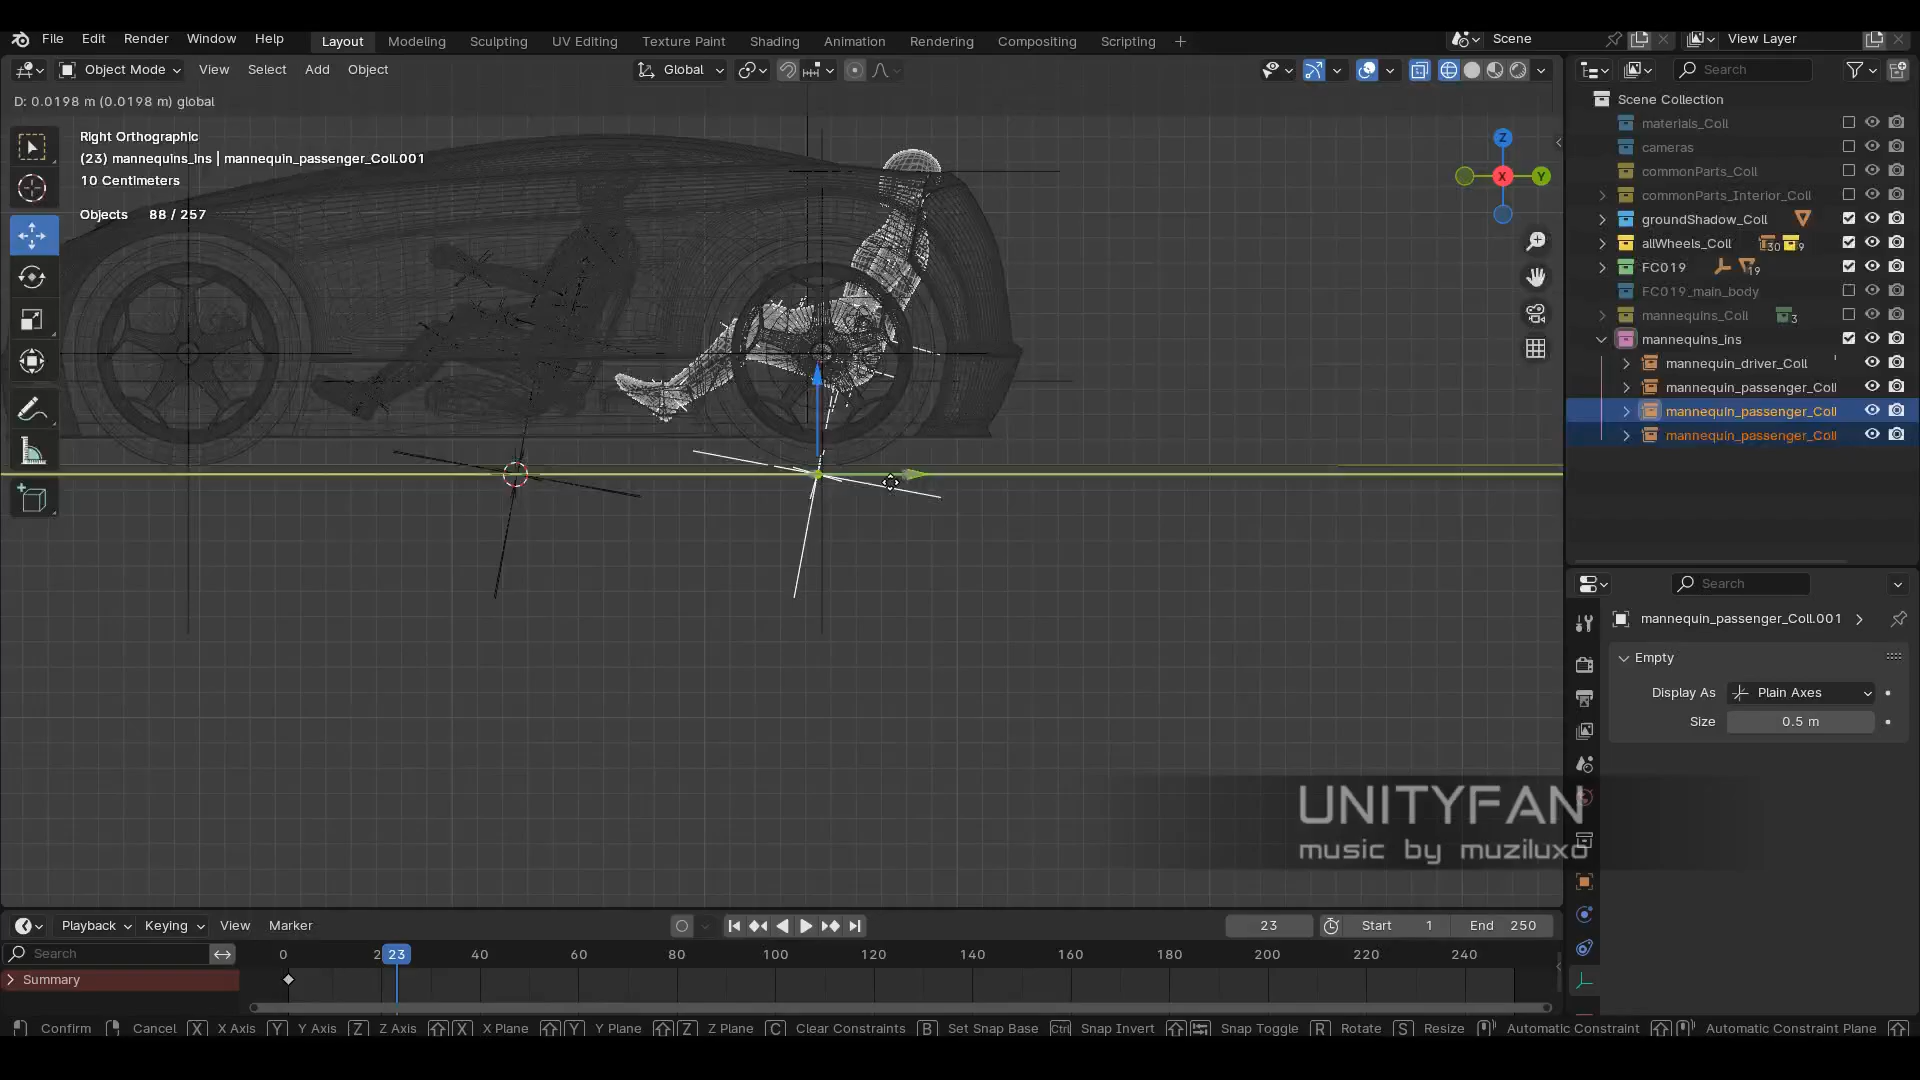 File Edit Render Window Help
Layout Modeling Sculpting UV Editing Texture Paint Shading Animation Rendering Compositing Scripting
Scene View Layer
Object Mode View Select Add Object
Global
Search
D: 0.0198 m (0.0198 m) global
Right Orthographic
(23) mannequins_ins | mannequin_passenger_Coll.001
10 Centimeters
Objects 88 / 257
Z
X
Y
Scene Collection
materials_Coll
cameras
commonParts_Coll
commonParts_Interior_Coll
groundShadow_Coll
allWheels_Coll 30 9
FC019 19
FC019_main_body
mannequins_Coll 3
mannequins_ins
mannequin_driver_Coll
mannequin_passenger_Coll
mannequin_passenger_Coll
mannequin_passenger_Coll
Search
mannequin_passenger_Coll.001
Empty
Display As Plain Axes
Size 0.5 m
UNITYFAN
music by muziluxo
Playback Keying View Marker
23 Start 1 End 250
Search
0 2 23 40 60 80 100 120 140 160 180 200 220 240
Summary
Confirm Cancel X X Axis Y Y Axis Z Z Axis X X Plane Y Y Plane Z Z Plane C Clear Constraints B Set Snap Base Ctrl Snap Invert Snap Toggle R Rotate S Resize Automatic Constraint Automatic Constraint Plane